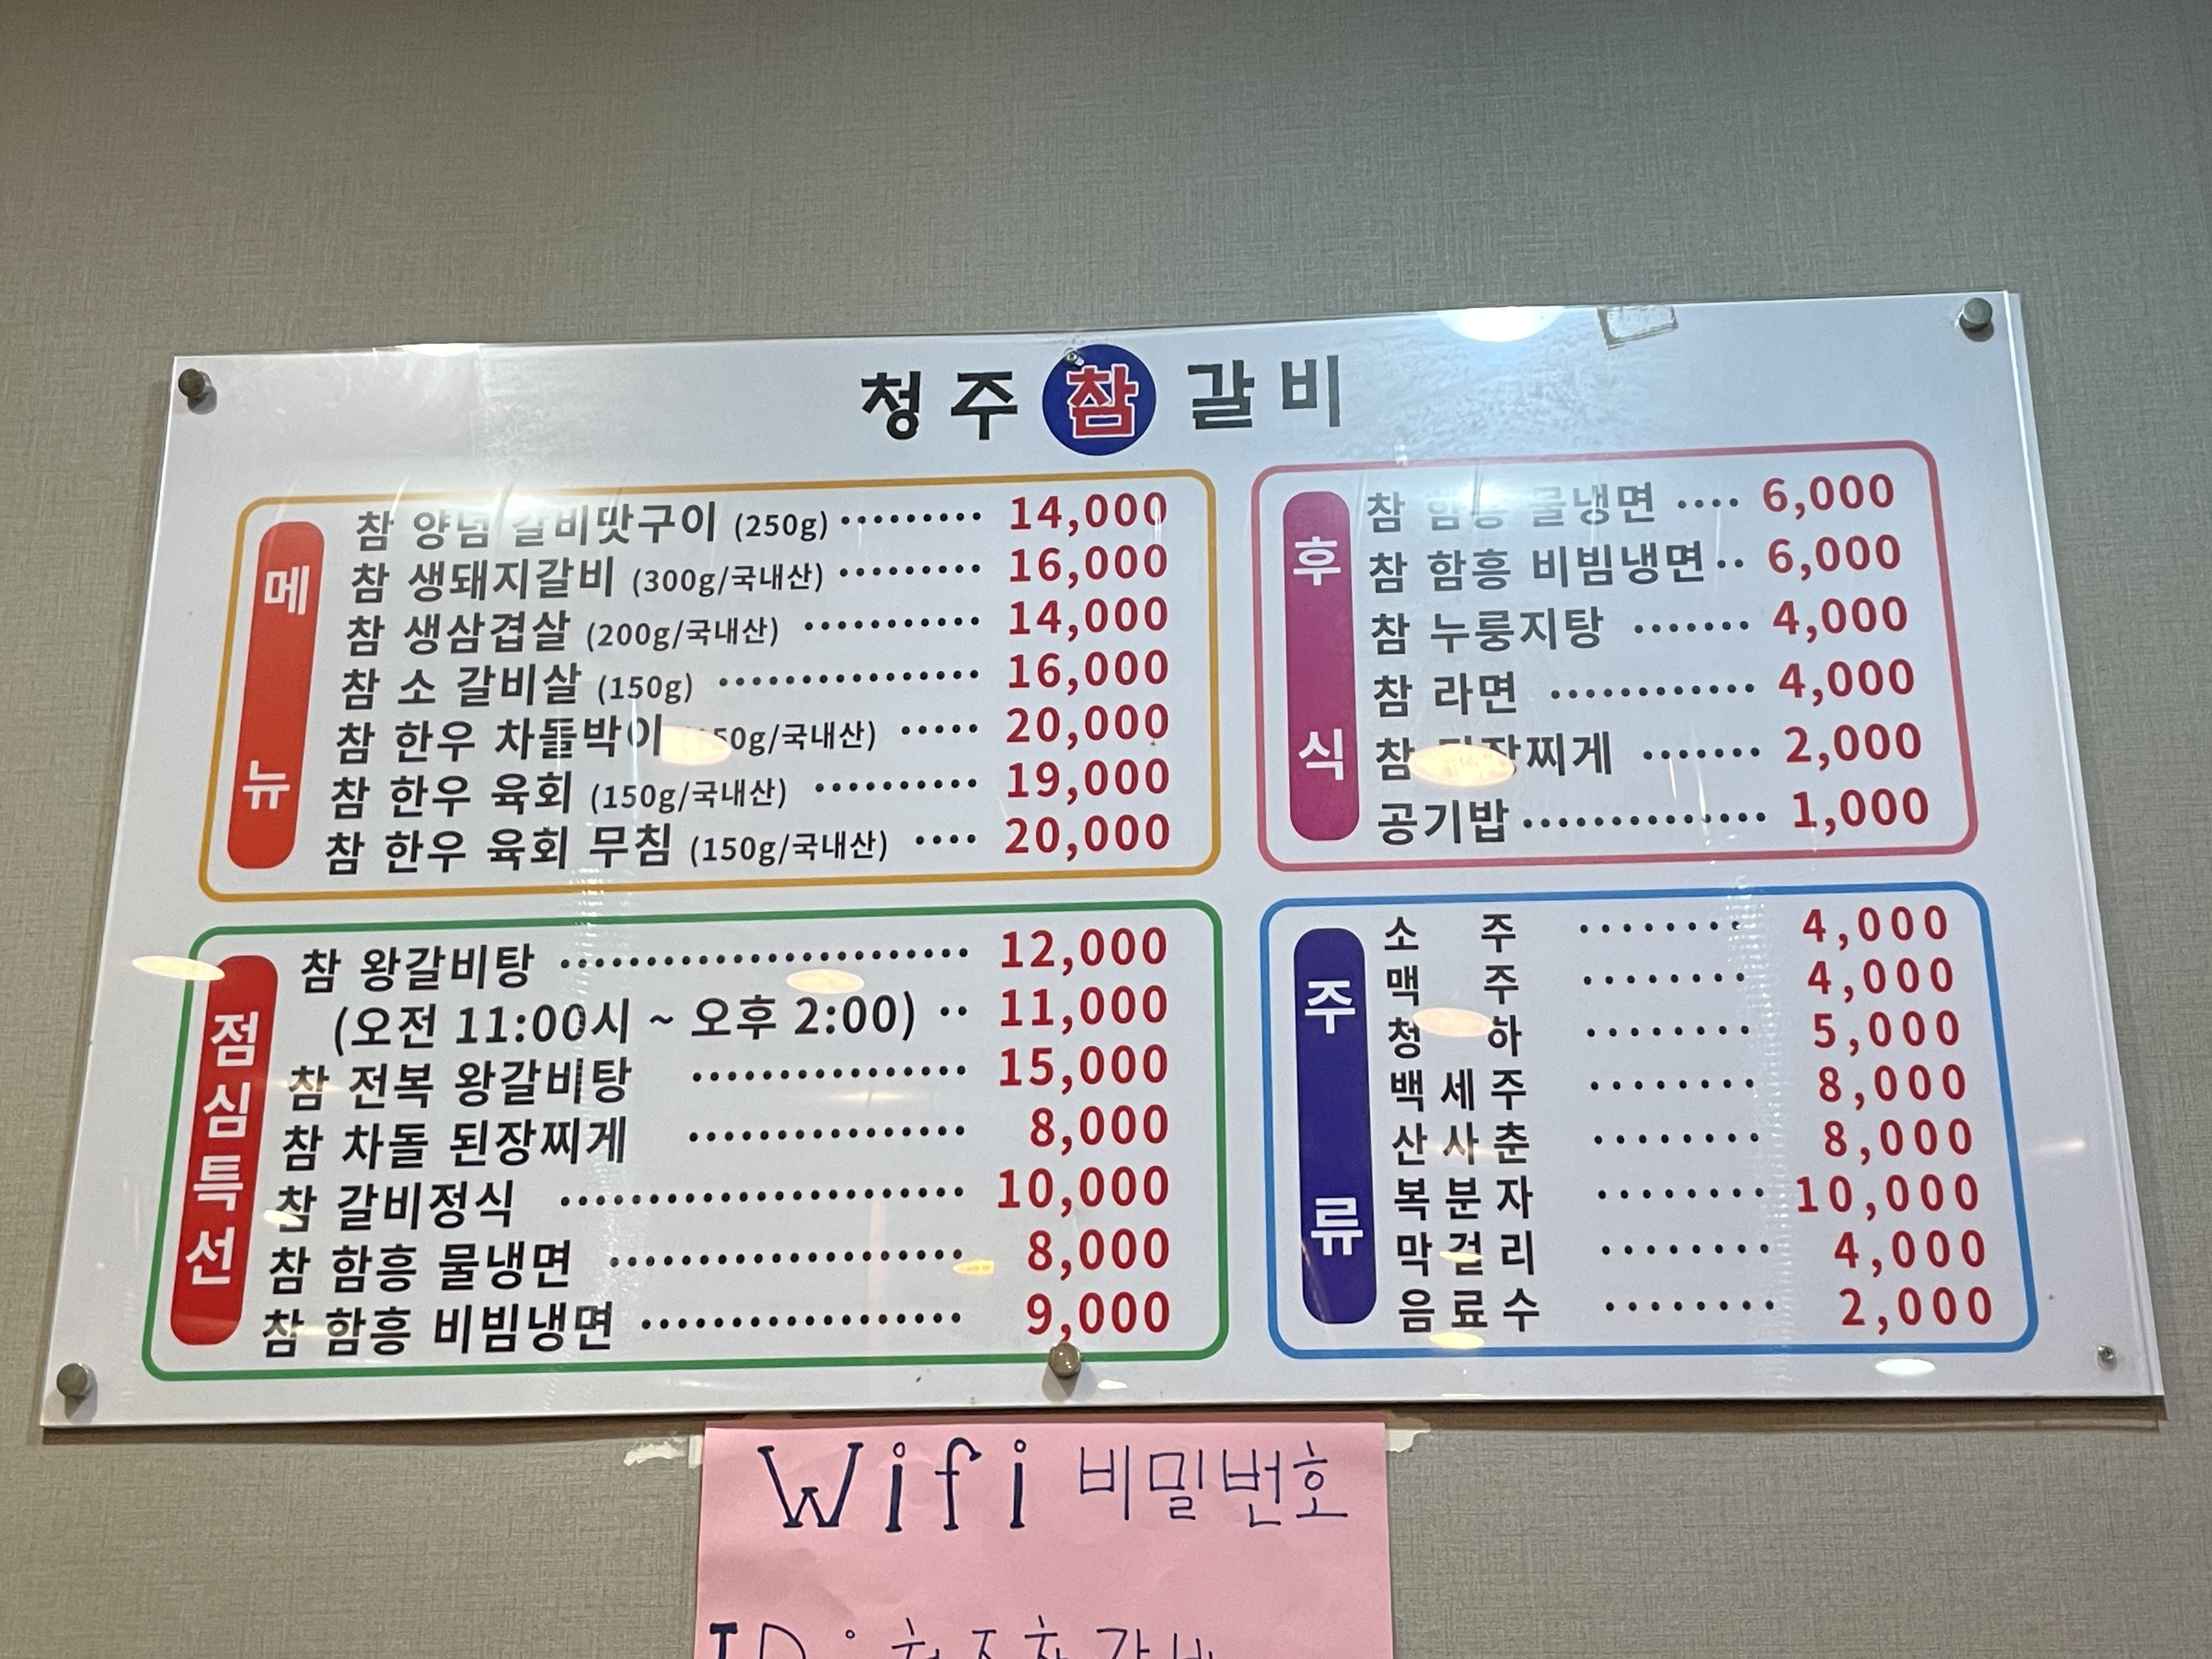 청주 참 갈비
메뉴
참 양념 갈비맛구이 (250g) ········· 14,000
참 생돼지갈비 (300g/국내산) ········· 16,000
참 생삼겹살 (200g/국내산) ··········· 14,000
참 소 갈비살 (150g) ················ 16,000
참 한우 차돌박이 50g/국내산) ····· 20,000
참 한우 육회 (150g/국내산) ·········· 19,000
참 한우 육회 무침 (150g/국내산) ···· 20,000
후식
참 함흥 물냉면 ···· 6,000
참 함흥 비빔냉면 ·· 6,000
참 누룽지탕 ······· 4,000
참 라면 ············ 4,000
참 된장찌게 ······· 2,000
공기밥 ·············· 1,000
점심특선
참 왕갈비탕 ························ 12,000
(오전 11:00시 ~ 오후 2:00) ·· 11,000
참 전복 왕갈비탕 ················ 15,000
참 차돌 된장찌게 ················ 8,000
참 갈비정식 ······················· 10,000
참 함흥 물냉면 ···················· 8,000
참 함흥 비빔냉면 ·················· 9,000
주류
소 주 ········ 4,000
맥 주 ········ 4,000
청 하 ········ 5,000
백세주 ········ 8,000
산사춘 ········ 8,000
복분자 ········ 10,000
막걸리 ········ 4,000
음료수 ········ 2,000
Wifi 비밀번호